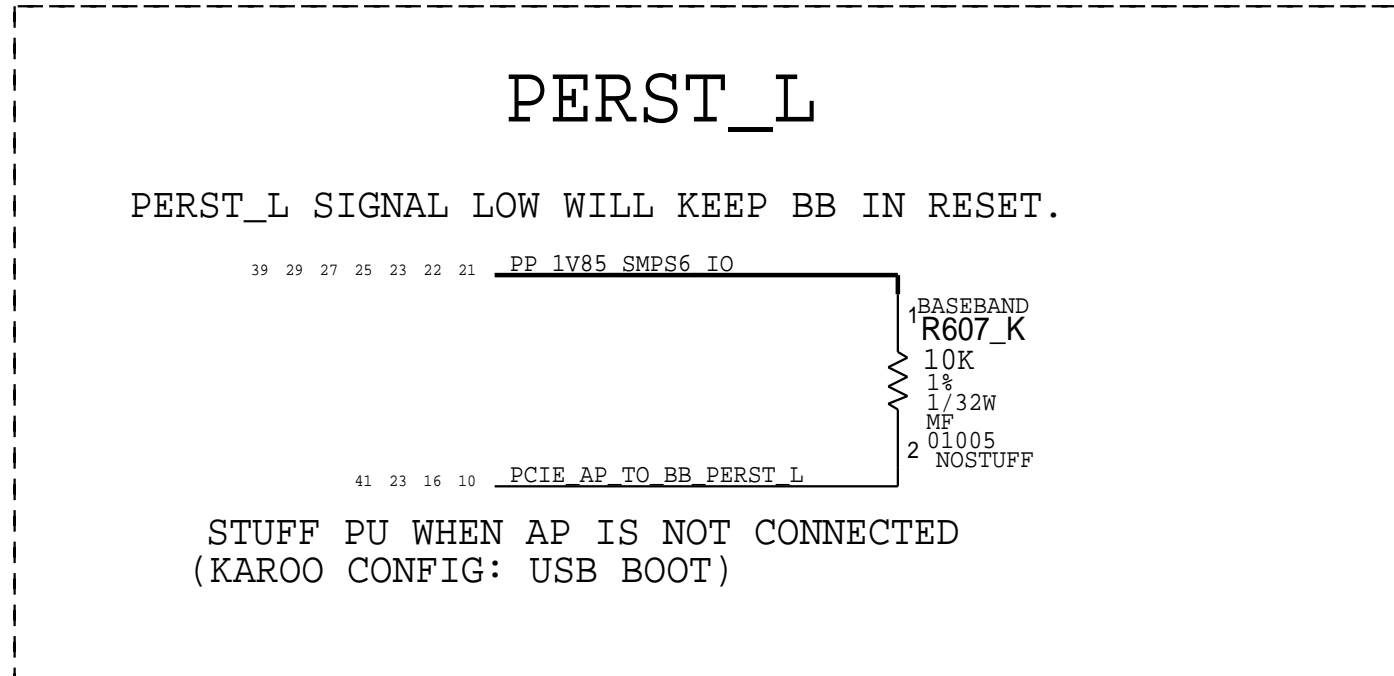 PERST_L
PERST_L SIGNAL LOW WILL KEEP BB IN RESET.
39 29 27 25 23 22 21 PP_1V85_SMPS6_IO
1 BASEBAND
R607_K
10K
1%
1/32W
MF
2 01005
NOSTUFF
41 23 16 10 PCIE_AP_TO_BB_PERST_L
STUFF PU WHEN AP IS NOT CONNECTED
(KAROO CONFIG: USB BOOT)